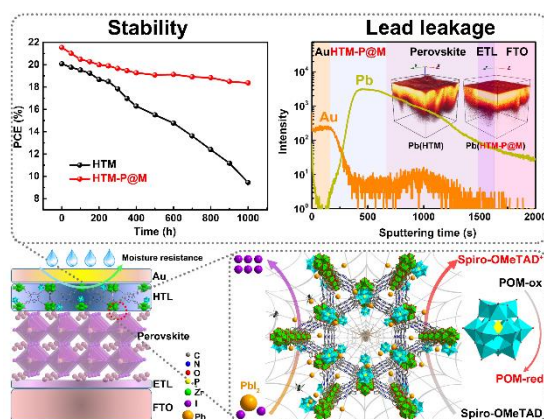 Stability
Lead leakage
22
20
18
16
14
12
10
8
PCE (%)
HTM
HTM-P@M
0 200 400 600 800 1000
Time (h)
Au HTM-P@M Perovskite ETL FTO
10⁴
10³
10²
10¹
10⁰
Intensity
Pb
Au
Pb(HTM)
Pb(HTM-P@M)
0 500 1000 1500 2000
Sputtering time (s)
Moisture resistance
Au
HTL
Perovskite
ETL
FTO
C
N
O
P
Zr
I
Pb
PbI₂
Spiro-OMeTAD⁺
POM-ox
POM-red
Spiro-OMeTAD